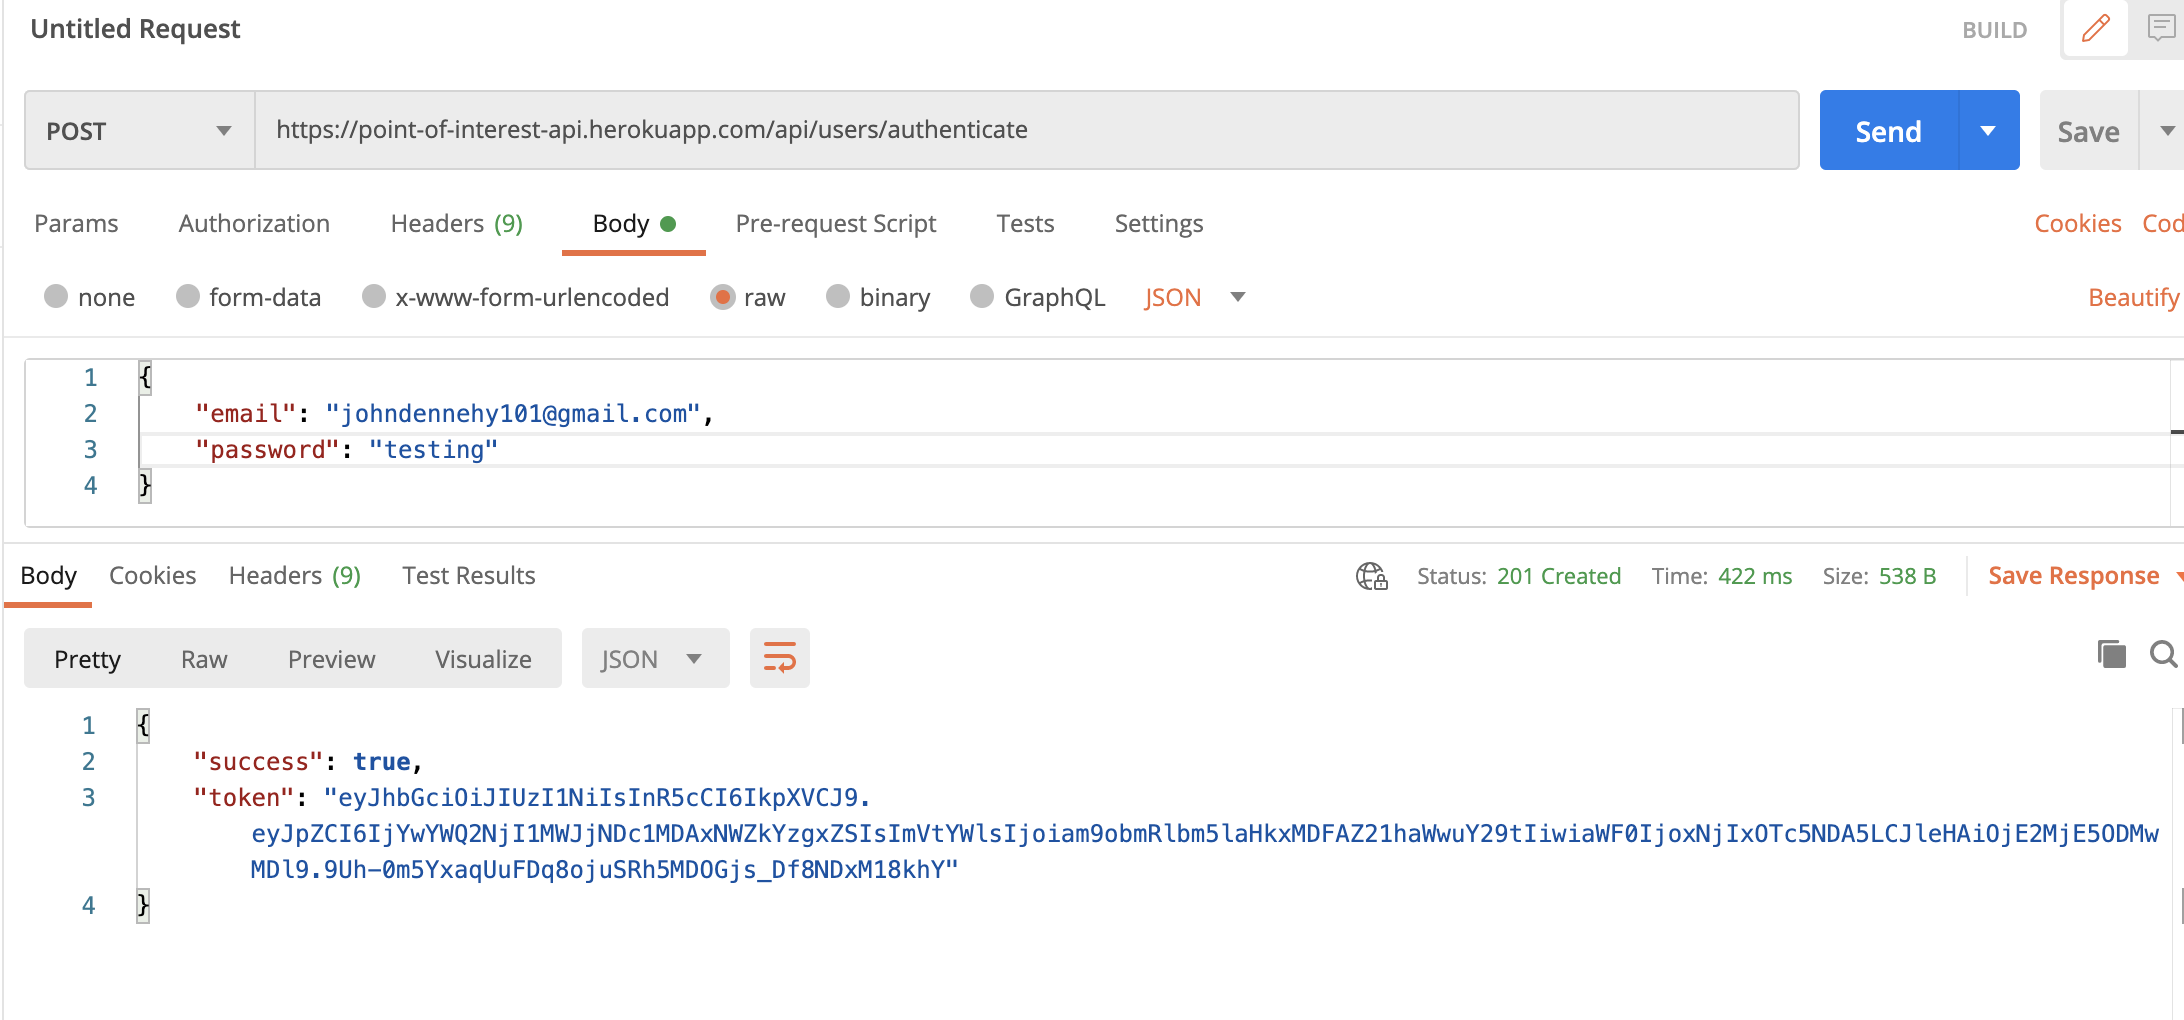 Untitled Request
BUILD
POST
https://point-of-interest-api.herokuapp.com/api/users/authenticate
Send
Save
Params Authorization Headers (9) Body Pre-request Script Tests Settings Cookies Cod
none form-data x-www-form-urlencoded raw binary GraphQL JSON Beautify
1 {
2 "email": "johndennehy101@gmail.com",
3 "password": "testing"
4 }
Body Cookies Headers (9) Test Results Status: 201 Created Time: 422 ms Size: 538 B Save Response
Pretty Raw Preview Visualize JSON
1 {
2 "success": true,
3 "token": "eyJhbGciOiJIUzI1NiIsInR5cCI6IkpXVCJ9.
eyJpZCI6IjYwYWQ2NjI1MWJjNDc1MDAxNWZkYzgxZSIsImVtYWlsIjoiam9obmRlbm5laHkxMDFAZ21haWwuY29tIiwiaWF0IjoxNjIxOTc5NDA5LCJleHAiOjE2MjE5ODMw
MDl9.9Uh-0m5YxaqUuFDq8ojuSRh5MDOGjs_Df8NDxM18khY"
4 }